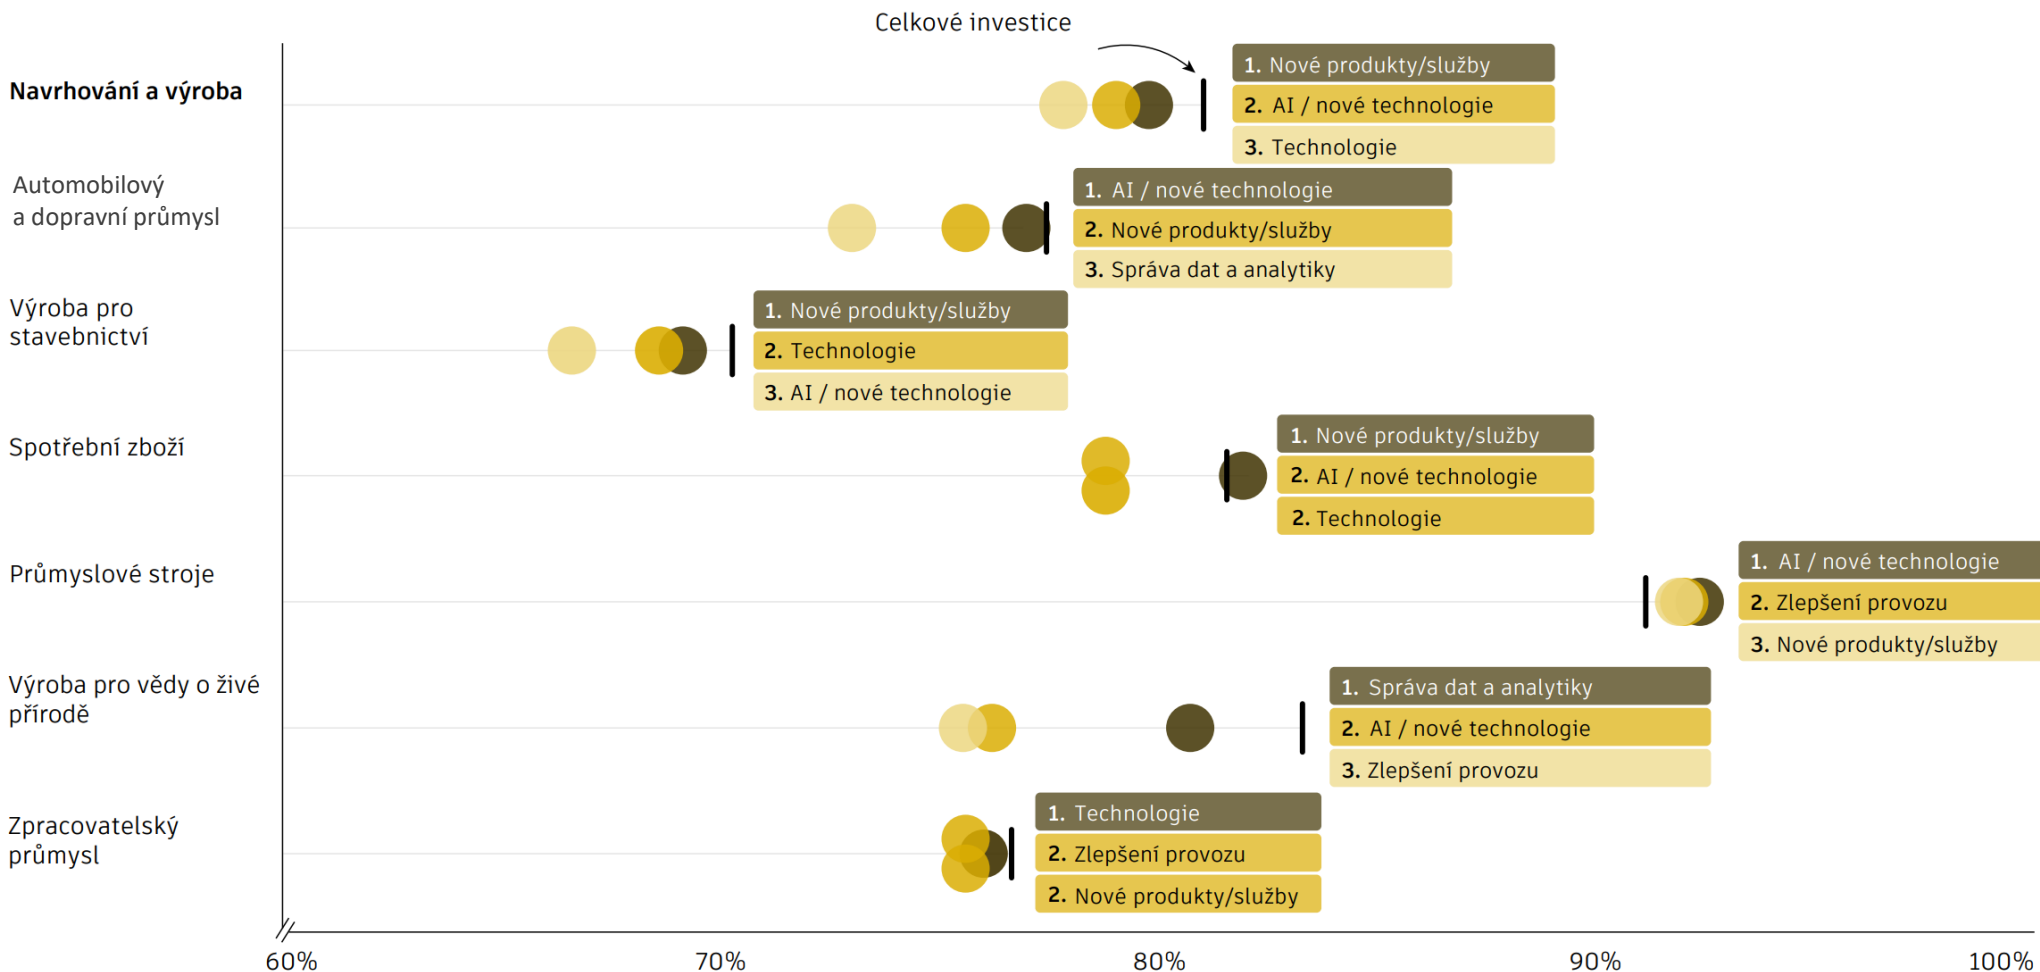 Celkové investice
Navrhování a výroba
1. Nové produkty/služby
2. AI / nové technologie
3. Technologie
Automobilový
a dopravní průmysl
1. AI / nové technologie
2. Nové produkty/služby
3. Správa dat a analytiky
Výroba pro
stavebnictví
1. Nové produkty/služby
2. Technologie
3. AI / nové technologie
Spotřební zboží
1. Nové produkty/služby
2. AI / nové technologie
2. Technologie
Průmyslové stroje
1. AI / nové technologie
2. Zlepšení provozu
3. Nové produkty/služby
Výroba pro vědy o živé
přírodě
1. Správa dat a analytiky
2. AI / nové technologie
3. Zlepšení provozu
Zpracovatelský
průmysl
1. Technologie
2. Zlepšení provozu
2. Nové produkty/služby
60% 70% 80% 90% 100%